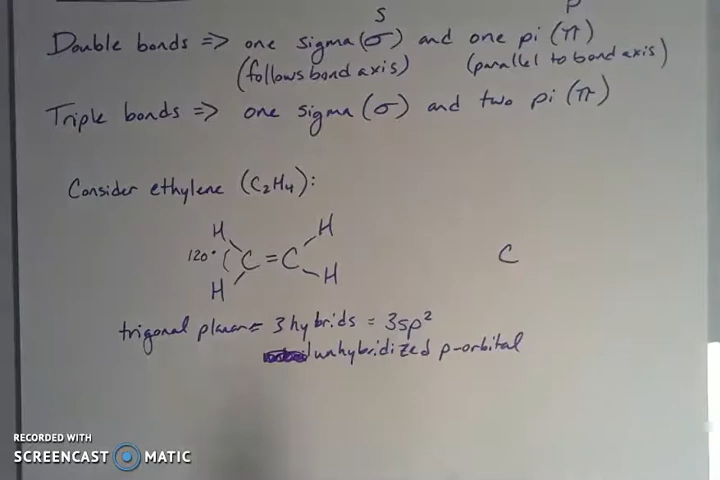 S P
Double bonds => one sigma (σ) and one pi (π)
(follows bond axis) (parallel to bond axis)
Triple bonds => one sigma (σ) and two pi (π)
Consider ethylene (C2H4):
H H
120° ( C = C C
H H
trigonal planar = 3 hybrids = 3sp²
1 unhybridized p-orbital
RECORDED WITH
SCREENCAST MATIC